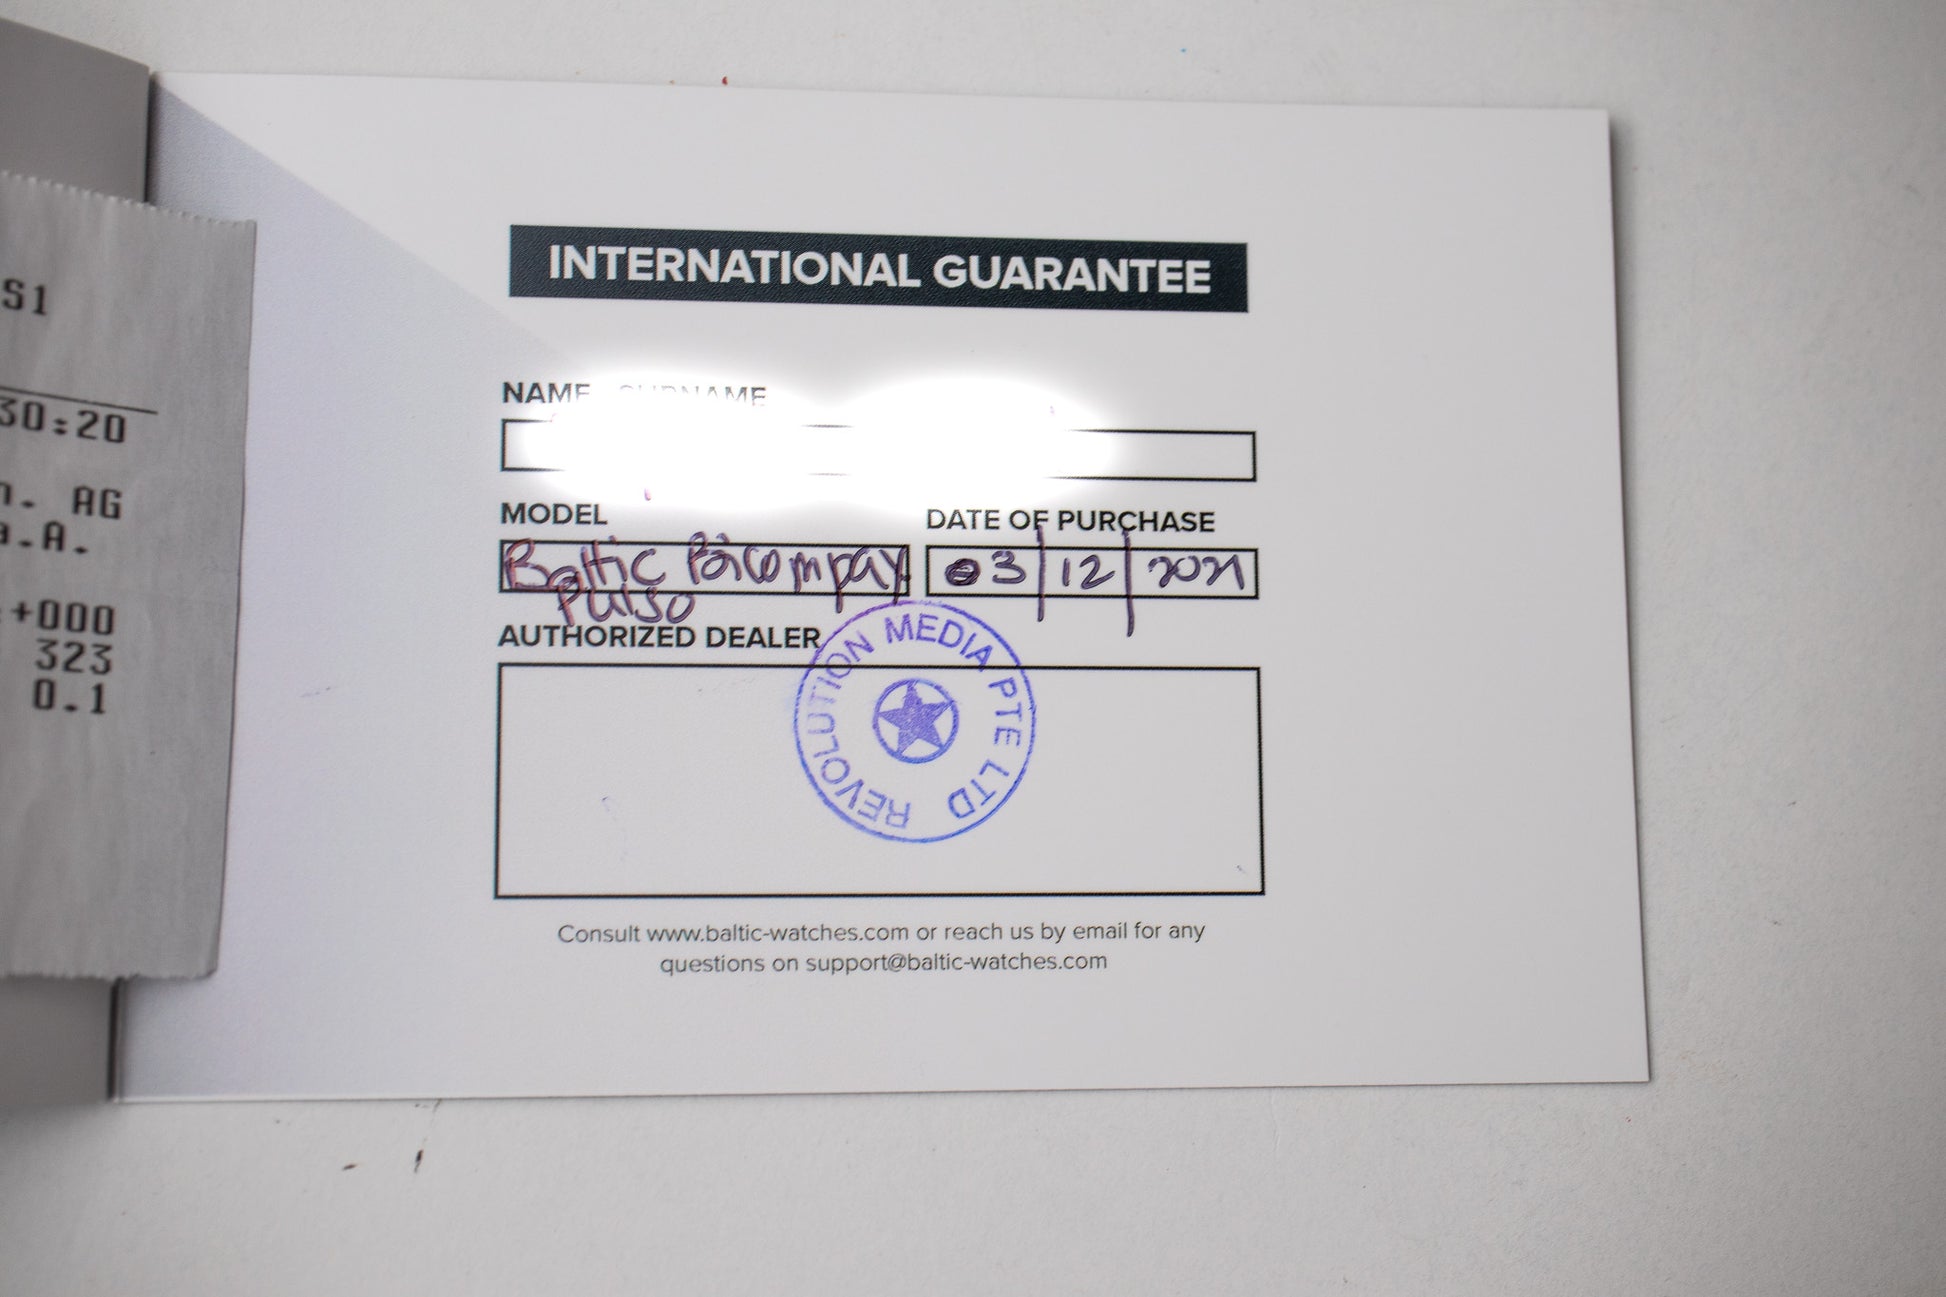 S1
30:20
AG
a.A.
+000
323
0.1
INTERNATIONAL GUARANTEE
NAME SURNAME
MODEL
DATE OF PURCHASE
Baltic Pàicompay
03/12/2021
Pulso
AUTHORIZED DEALER
REVOLUTION MEDIA PTE LTD
Consult www.baltic-watches.com or reach us by email for any
questions on support@baltic-watches.com